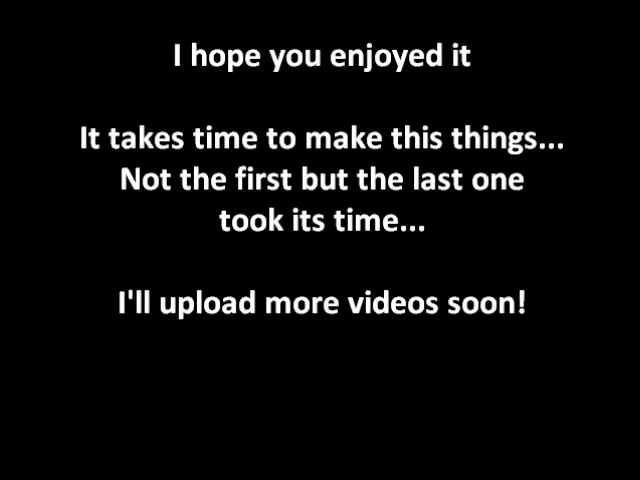 I hope you enjoyed it
It takes time to make this things...
Not the first but the last one
took its time...
I'll upload more videos soon!